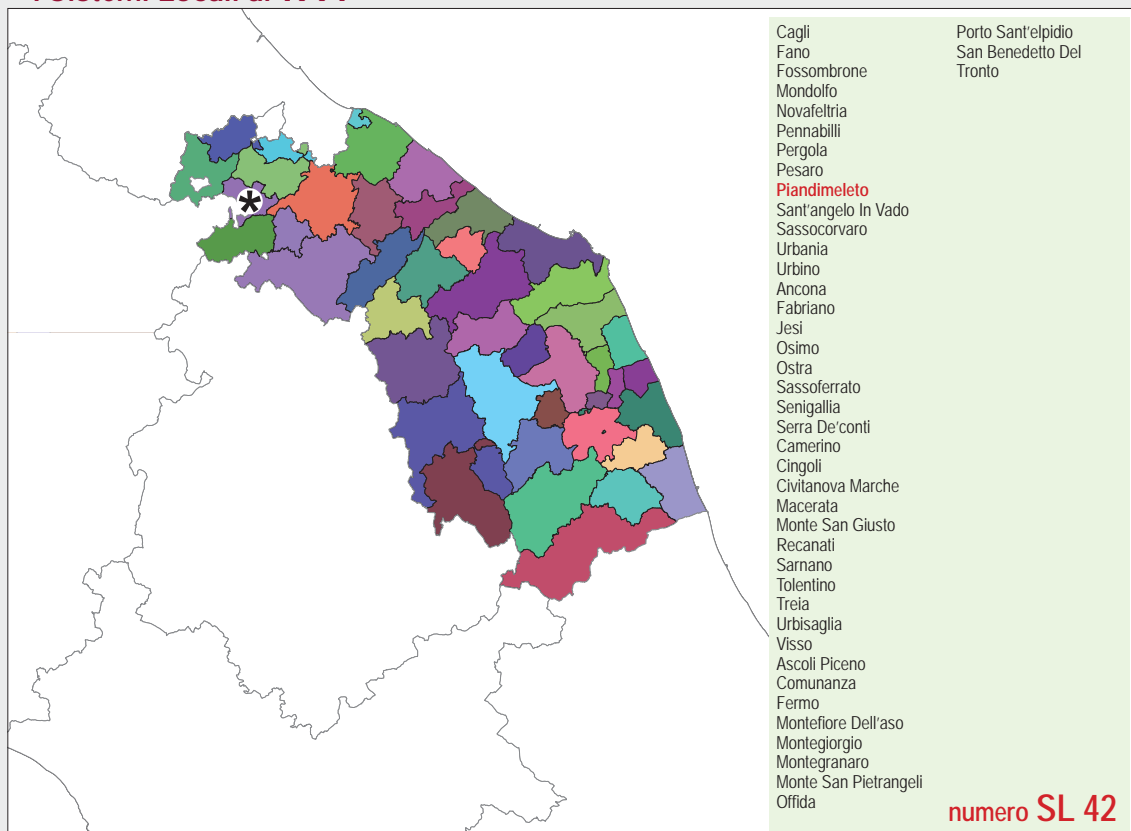 Cagli
Fano
Fossombrone
Mondolfo
Novafeltria
Pennabilli
Pergola
Pesaro
Piandimeleto
Sant'angelo In Vado
Sassocorvaro
Urbania
Urbino
Ancona
Fabriano
Jesi
Osimo
Ostra
Sassoferrato
Senigallia
Serra De'conti
Camerino
Cingoli
Civitanova Marche
Macerata
Monte San Giusto
Recanati
Sarnano
Tolentino
Treia
Urbisaglia
Visso
Ascoli Piceno
Comunanza
Fermo
Montefiore Dell'aso
Montegiorgio
Montegranaro
Monte San Pietrangeli
Offida
Porto Sant'elpidio
San Benedetto Del
Tronto
numero SL 42
*